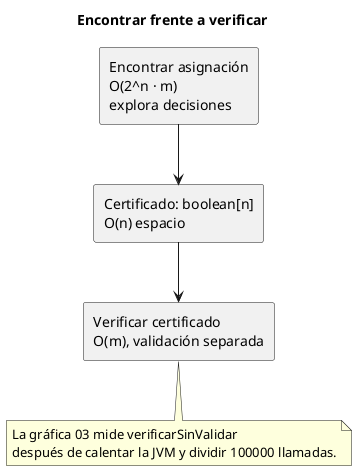 Encontrar frente a verificar
Encontrar asignación
O(2^n · m)
explora decisiones
Certificado: boolean[n]
O(n) espacio
Verificar certificado
O(m), validación separada
La gráfica 03 mide verificarSinValidar
después de calentar la JVM y dividir 100000 llamadas.